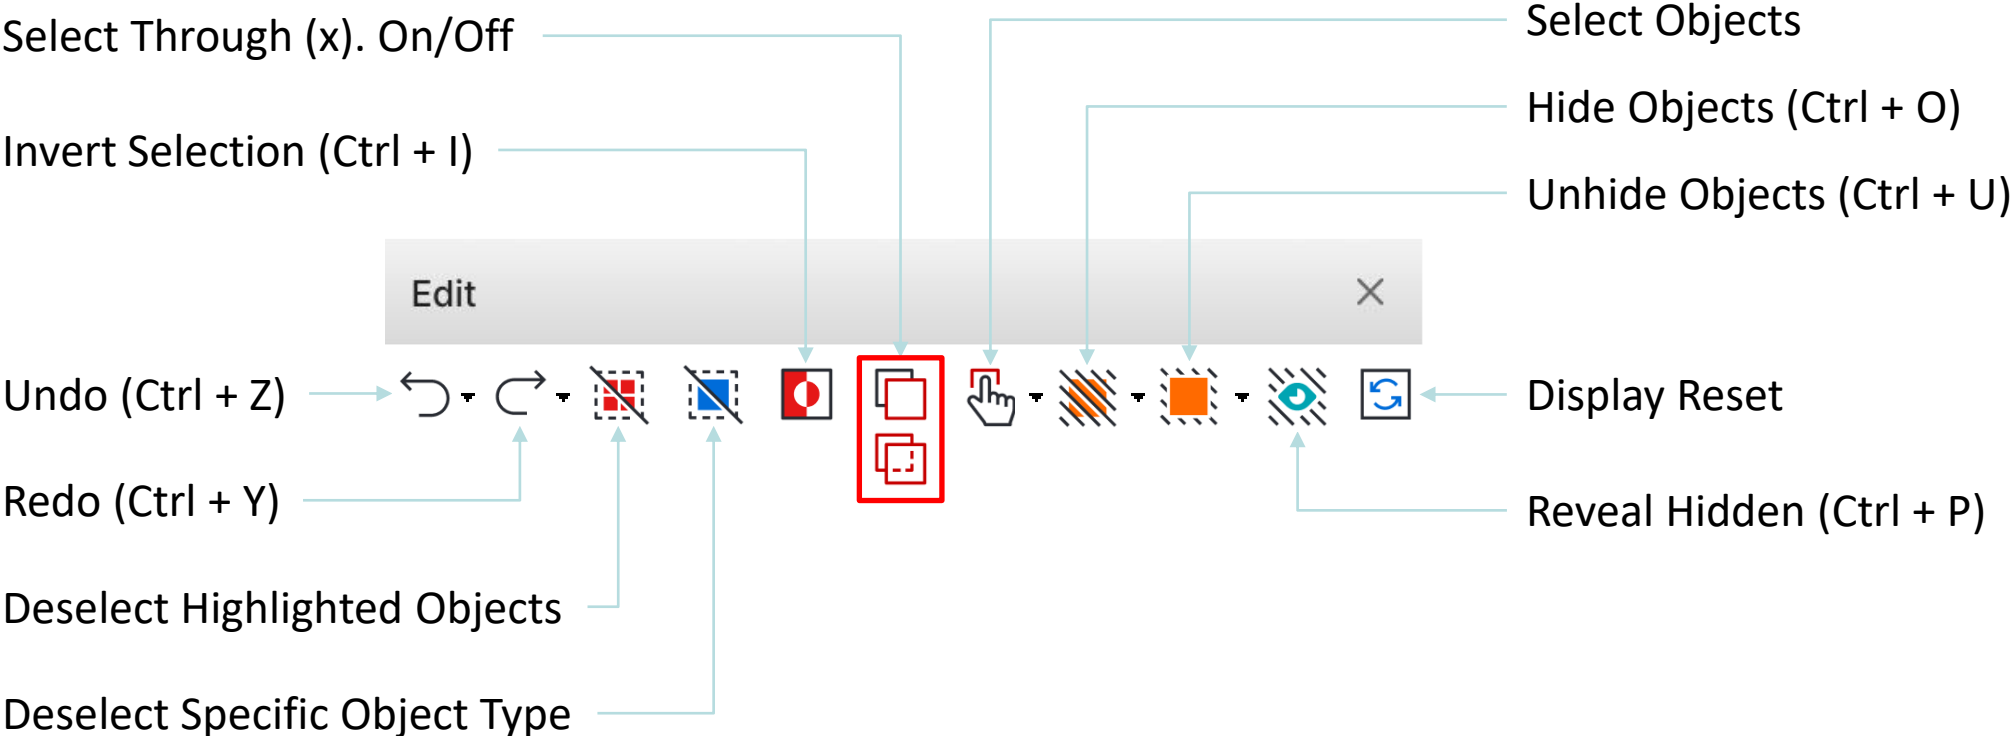 Select Through (x). On/Off
Invert Selection (Ctrl + I)
Select Objects
Hide Objects (Ctrl + O)
Unhide Objects (Ctrl + U)
Edit
Undo (Ctrl + Z)
Redo (Ctrl + Y)
Deselect Highlighted Objects
Deselect Specific Object Type
Display Reset
Reveal Hidden (Ctrl + P)